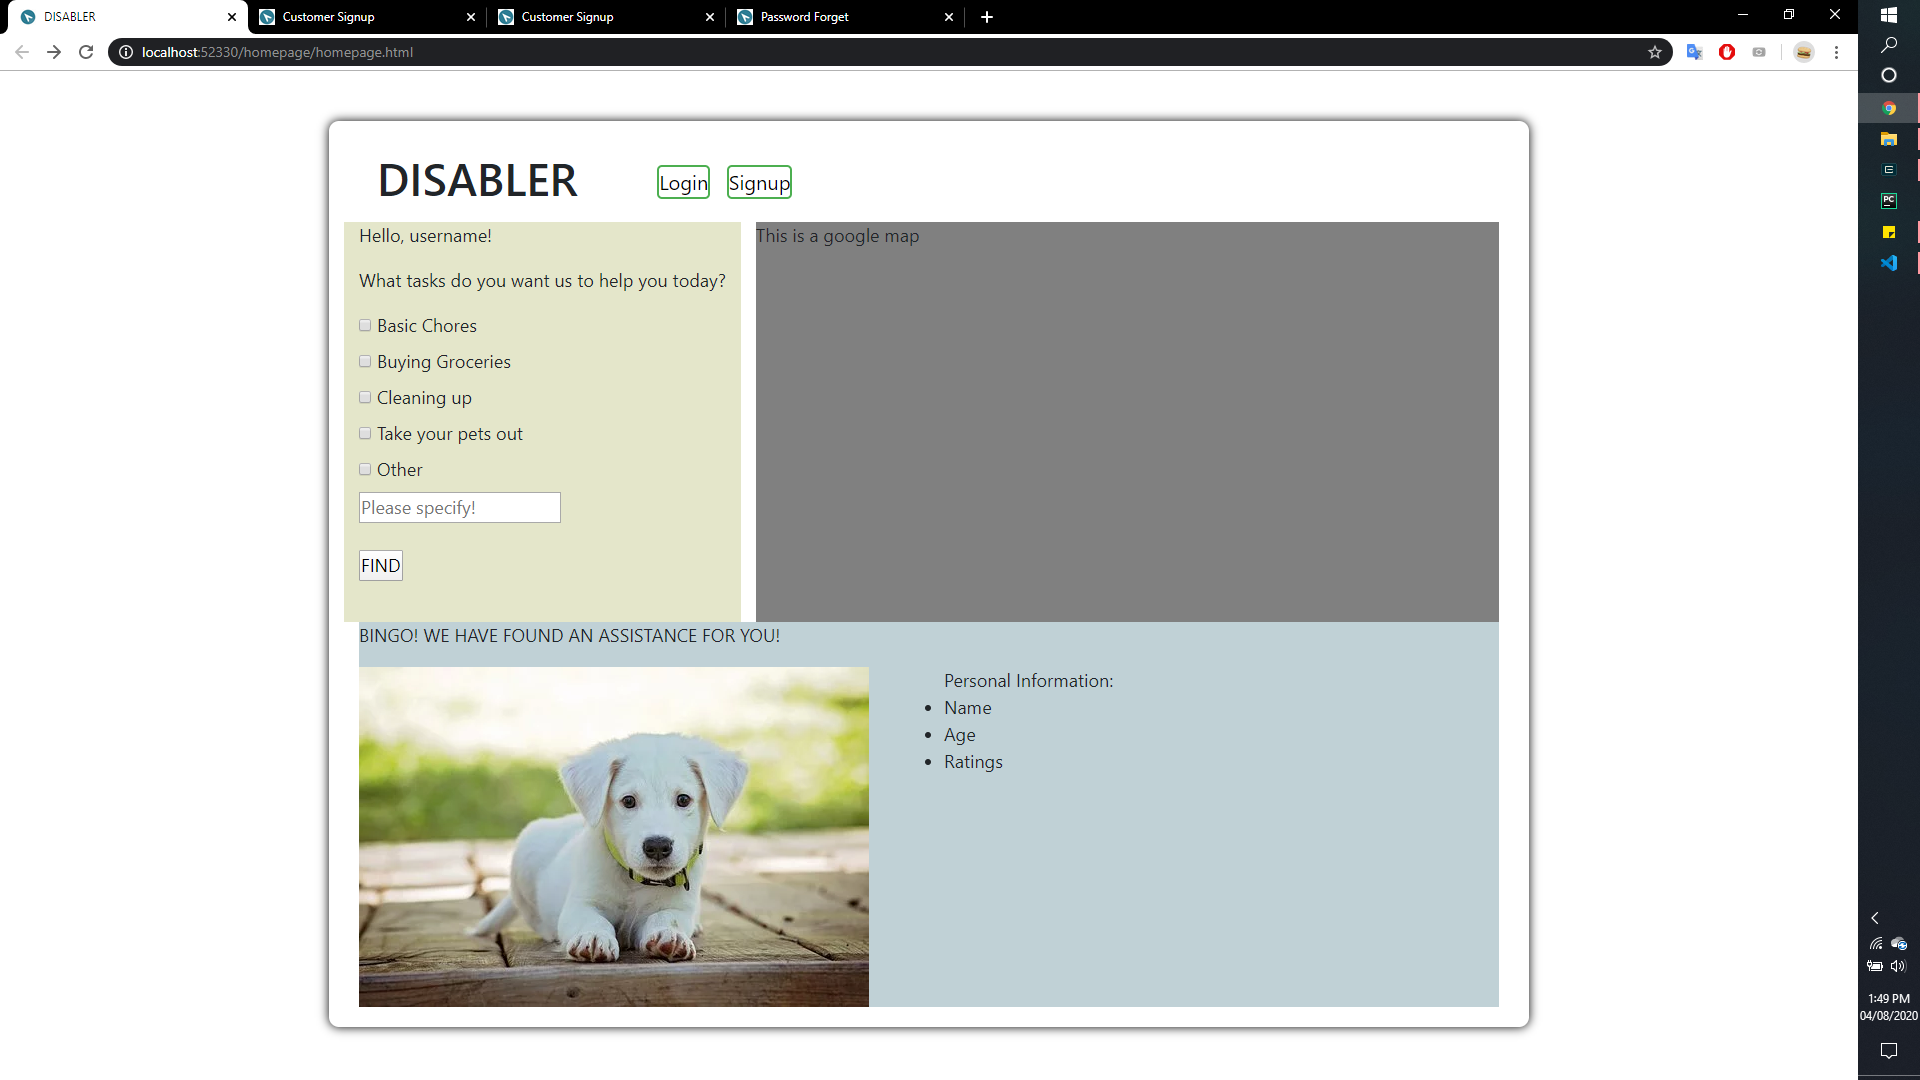 DISABLER
Customer Signup
Customer Signup
Password Forget
localhost:52330/homepage/homepage.html
DISABLER
Login
Signup
Hello, username!
What tasks do you want us to help you today?
Basic Chores
Buying Groceries
Cleaning up
Take your pets out
Other
Please specify!
FIND
This is a google map
BINGO! WE HAVE FOUND AN ASSISTANCE FOR YOU!
Personal Information:
Name
Age
Ratings
PC
1:49 PM
04/08/2020